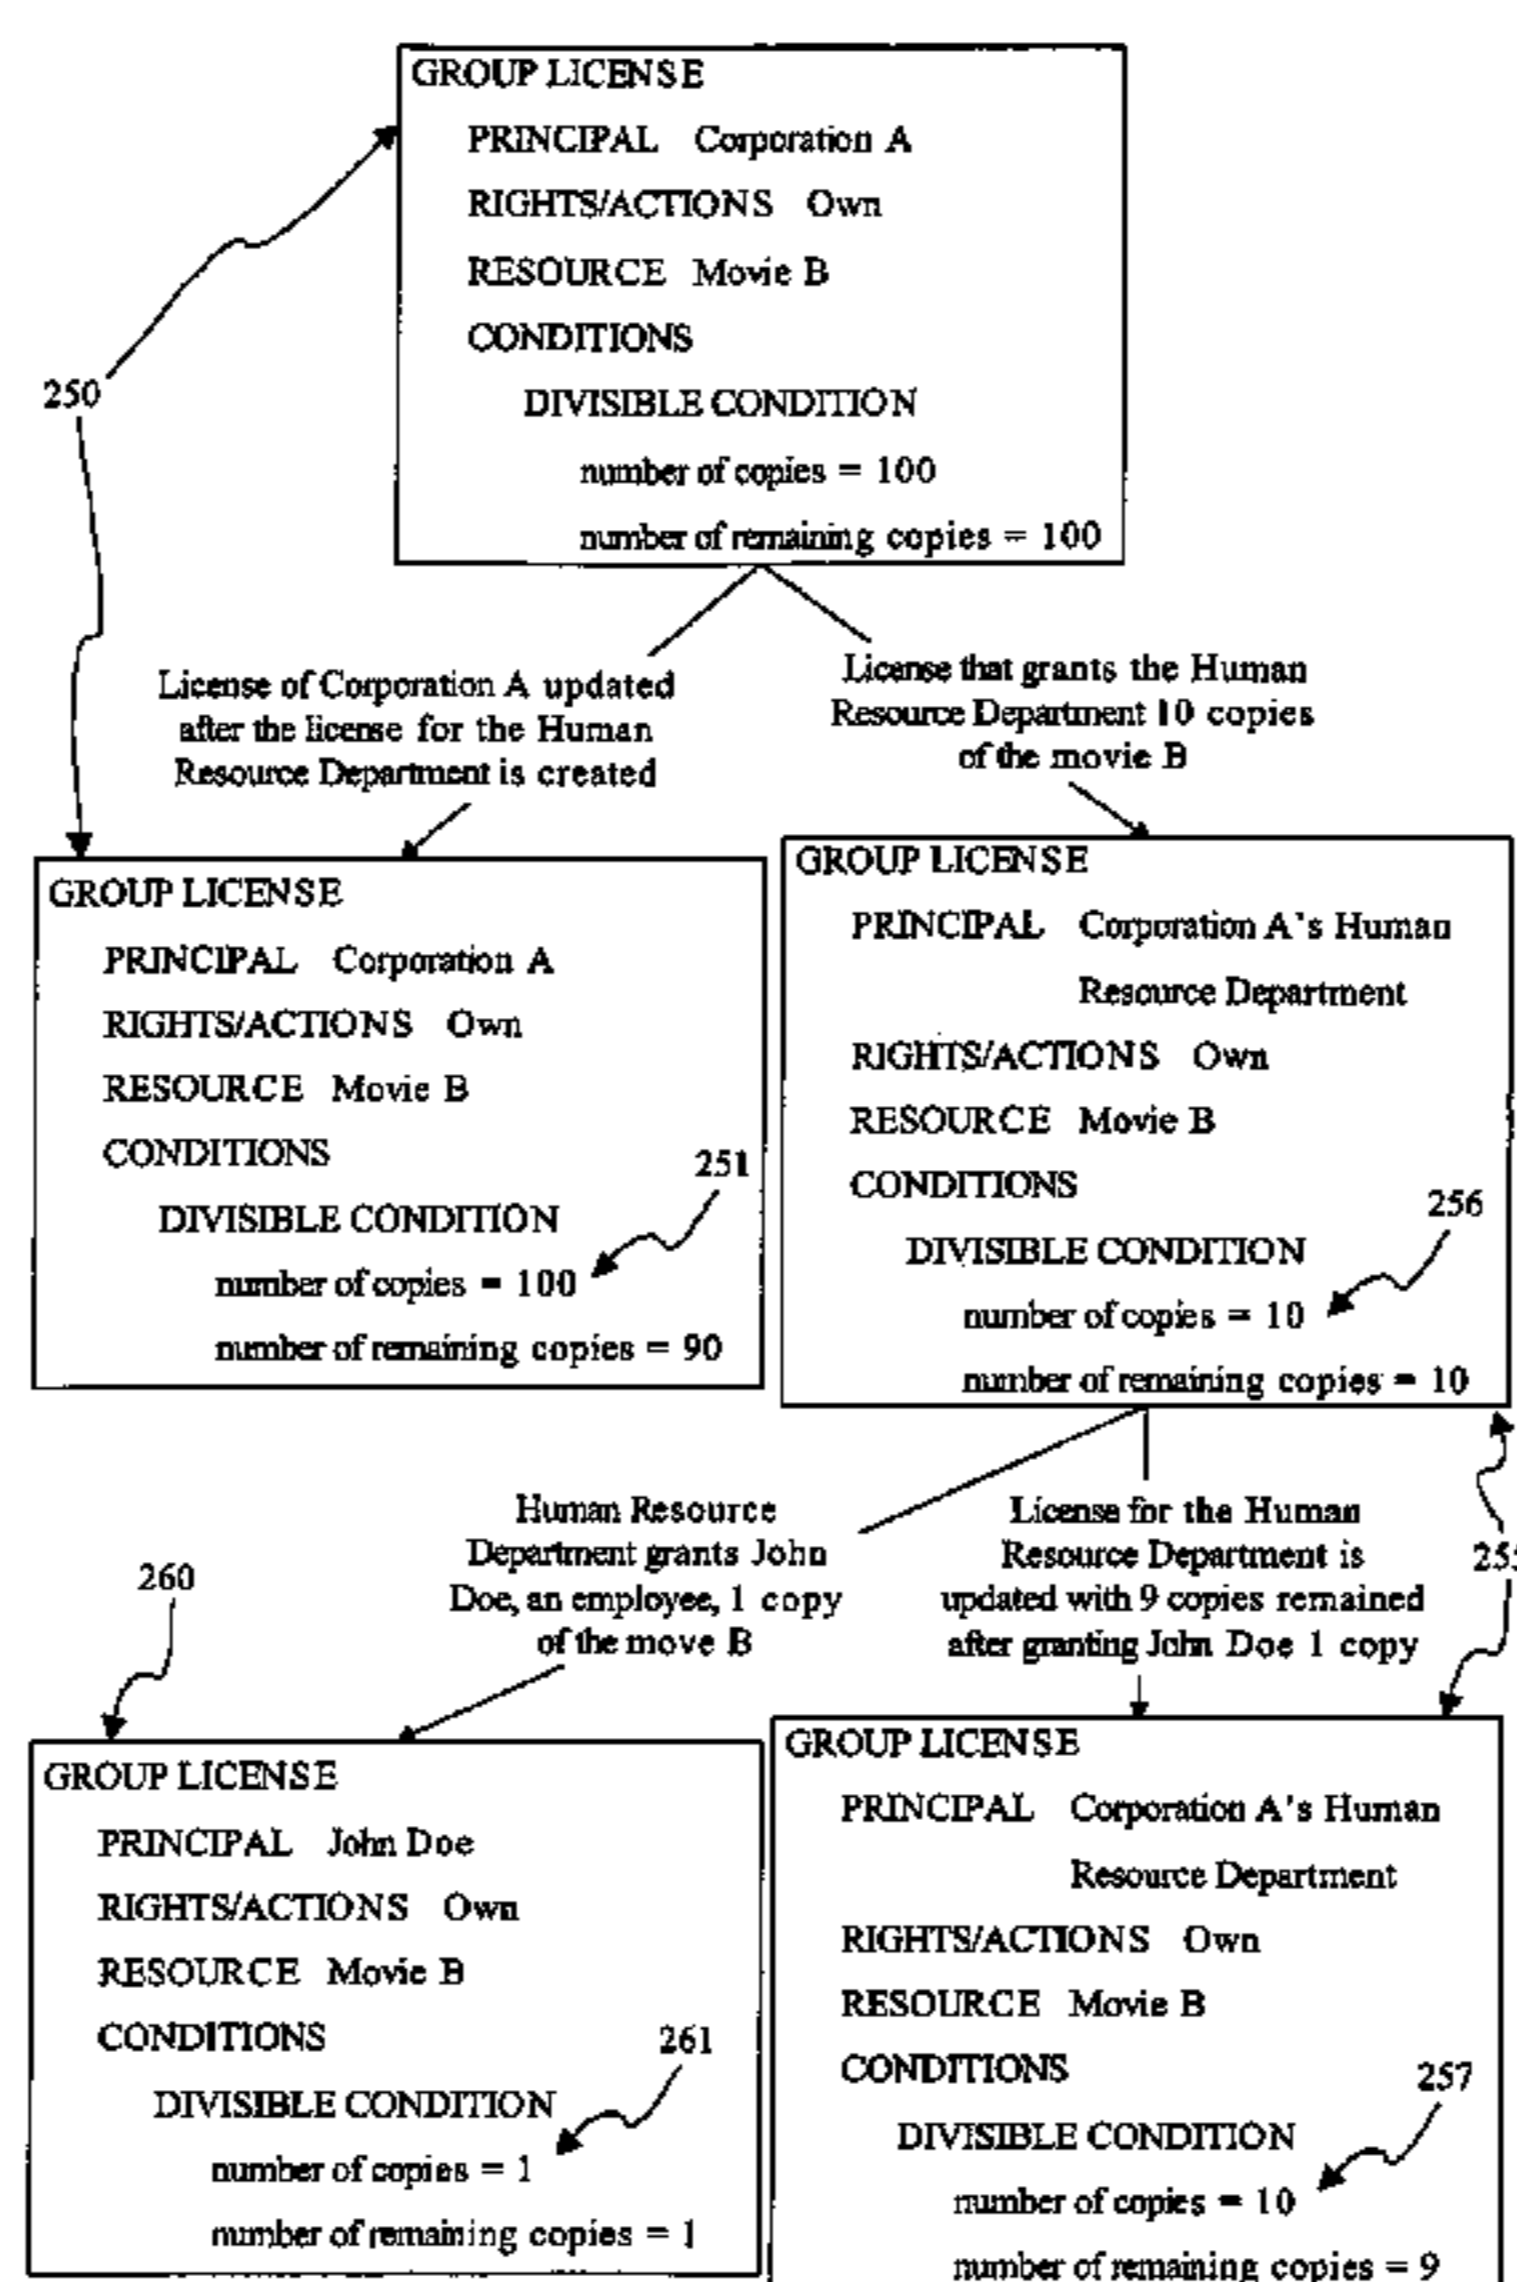 GROUP LICENSE
PRINCIPAL Corporation A
RIGHTS/ACTIONS Own
RESOURCE Movie B
CONDITIONS
250
DIVISIBLE CONDITION
number of copies = 100
number of remaining copies = 100
License of Corporation A updated
after the license for the Human
Resource Department is created
License that grants the Human
Resource Department 10 copies
of the movie B
GROUP LICENSE
PRINCIPAL Corporation A
RIGHTS/ACTIONS Own
RESOURCE Movie B
CONDITIONS
251
DIVISIBLE CONDITION
number of copies = 100
number of remaining copies = 90
GROUP LICENSE
PRINCIPAL Corporation A's Human
Resource Department
RIGHTS/ACTIONS Own
RESOURCE Movie B
CONDITIONS
256
DIVISIBLE CONDITION
number of copies = 10
number of remaining copies = 10
Human Resource
Department grants John
Doe, an employee, 1 copy
of the move B
License for the Human
Resource Department is
updated with 9 copies remained
after granting John Doe 1 copy
255
260
GROUP LICENSE
PRINCIPAL John Doe
RIGHTS/ACTIONS Own
RESOURCE Movie B
CONDITIONS
261
DIVISIBLE CONDITION
number of copies = 1
number of remaining copies = 1
GROUP LICENSE
PRINCIPAL Corporation A's Human
Resource Department
RIGHTS/ACTIONS Own
RESOURCE Movie B
CONDITIONS
257
DIVISIBLE CONDITION
number of copies = 10
number of remaining copies = 9